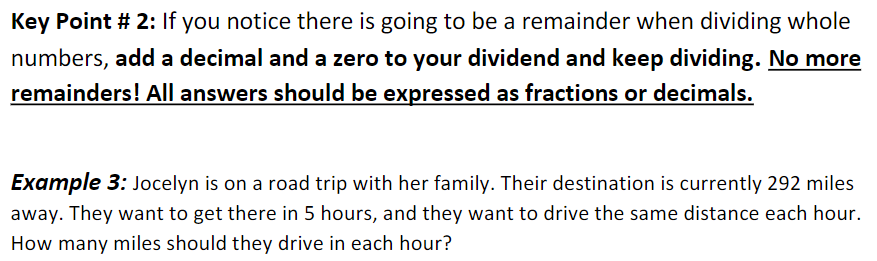 Key Point # 2: If you notice there is going to be a remainder when dividing whole
numbers, add a decimal and a zero to your dividend and keep dividing. No more
remainders! All answers should be expressed as fractions or decimals.
Example 3: Jocelyn is on a road trip with her family. Their destination is currently 292 miles
away. They want to get there in 5 hours, and they want to drive the same distance each hour.
How many miles should they drive in each hour?